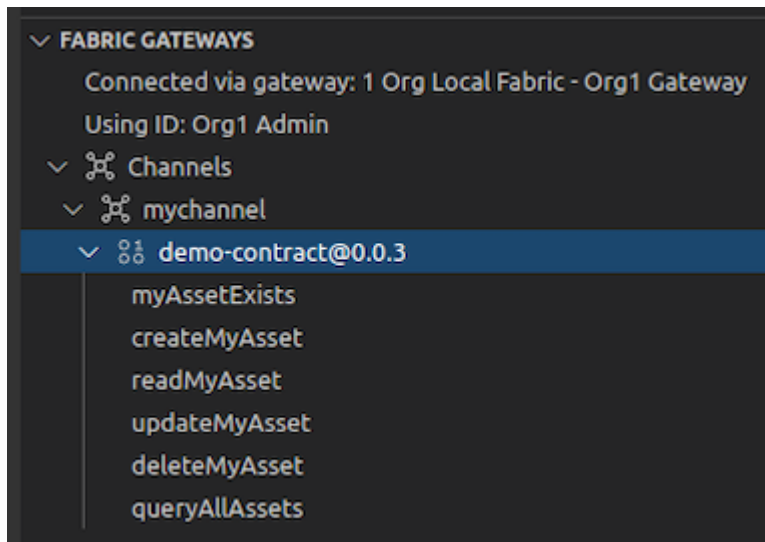 FABRIC GATEWAYS
Connected via gateway: 1 Org Local Fabric - Org1 Gateway
Using ID: Org1 Admin
Channels
mychannel
demo-contract@0.0.3
myAssetExists
createMyAsset
readMyAsset
updateMyAsset
deleteMyAsset
queryAllAssets